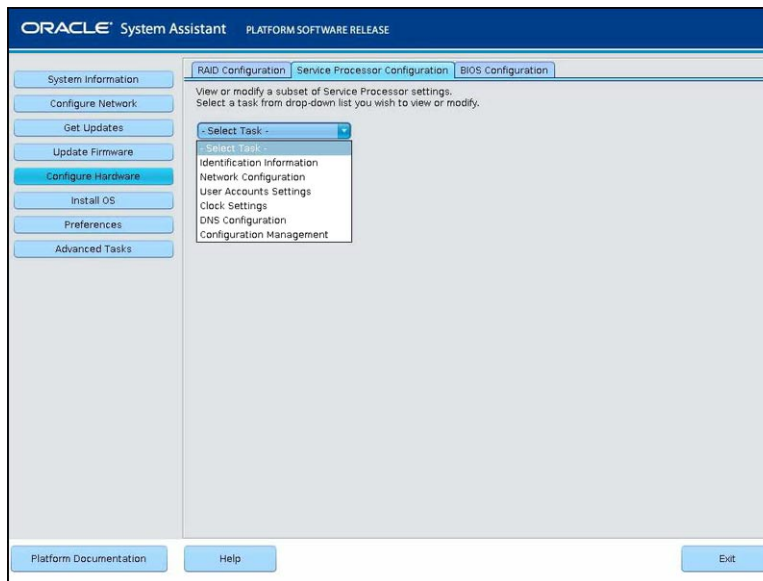 ORACLE® System Assistant PLATFORM SOFTWARE RELEASE
System Information
Configure Network
Get Updates
Update Firmware
Configure Hardware
Install OS
Preferences
Advanced Tasks
RAID Configuration Service Processor Configuration BIOS Configuration
View or modify a subset of Service Processor settings.
Select a task from drop-down list you wish to view or modify.
- Select Task -
- Select Task -
Identification Information
Network Configuration
User Accounts Settings
Clock Settings
DNS Configuration
Configuration Management
Platform Documentation Help Exit